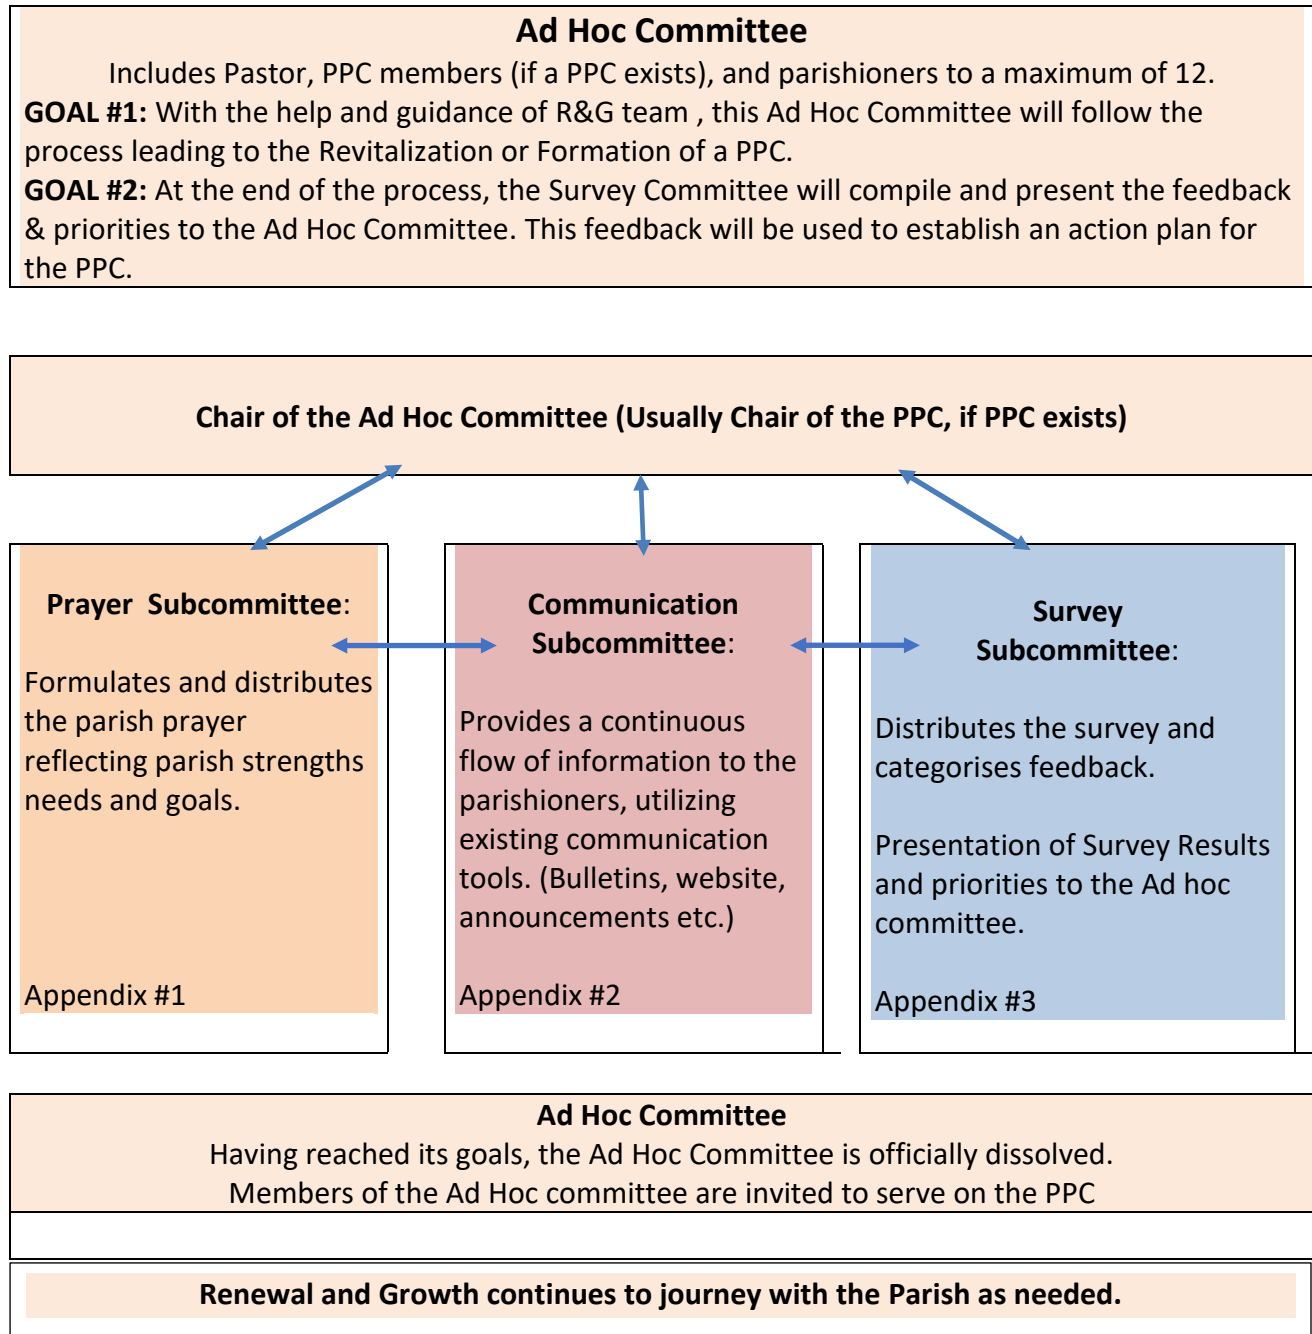 Ad Hoc Committee
Includes Pastor, PPC members (if a PPC exists), and parishioners to a maximum of 12.
GOAL #1: With the help and guidance of R&G team , this Ad Hoc Committee will follow the
process leading to the Revitalization or Formation of a PPC.
GOAL #2: At the end of the process, the Survey Committee will compile and present the feedback
& priorities to the Ad Hoc Committee. This feedback will be used to establish an action plan for
the PPC.
Chair of the Ad Hoc Committee (Usually Chair of the PPC, if PPC exists)
Prayer  Subcommittee:
Formulates and distributes
the parish prayer
reflecting parish strengths
needs and goals.
Appendix #1
Communication
Subcommittee:
Provides a continuous
flow of information to the
parishioners, utilizing
existing communication
tools. (Bulletins, website,
announcements etc.)
Appendix #2
Survey
Subcommittee:
Distributes the survey and
categorises feedback.
Presentation of Survey Results
and priorities to the Ad hoc
committee.
Appendix #3
Ad Hoc Committee
Having reached its goals, the Ad Hoc Committee is officially dissolved.
Members of the Ad Hoc committee are invited to serve on the PPC
Renewal and Growth continues to journey with the Parish as needed.